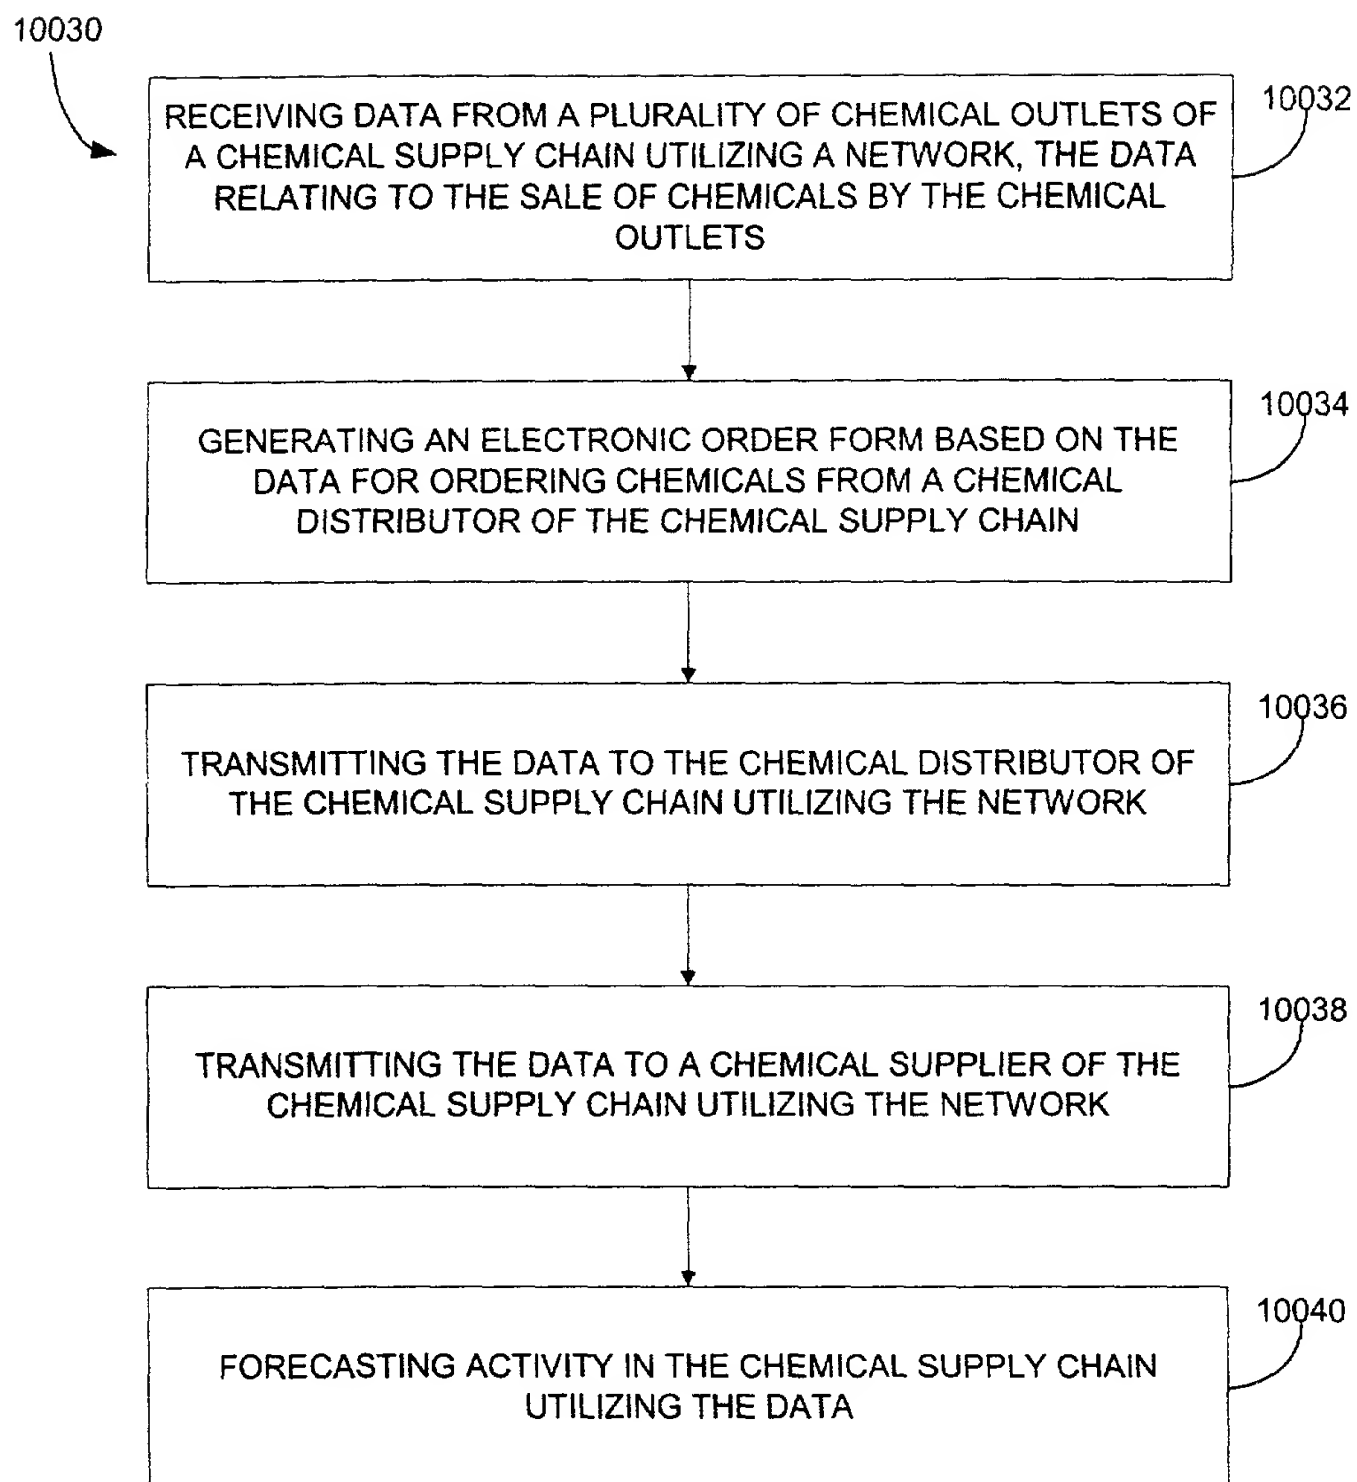 10030
10032
RECEIVING DATA FROM A PLURALITY OF CHEMICAL OUTLETS OF
A CHEMICAL SUPPLY CHAIN UTILIZING A NETWORK, THE DATA
RELATING TO THE SALE OF CHEMICALS BY THE CHEMICAL
OUTLETS
10034
GENERATING AN ELECTRONIC ORDER FORM BASED ON THE
DATA FOR ORDERING CHEMICALS FROM A CHEMICAL
DISTRIBUTOR OF THE CHEMICAL SUPPLY CHAIN
10036
TRANSMITTING THE DATA TO THE CHEMICAL DISTRIBUTOR OF
THE CHEMICAL SUPPLY CHAIN UTILIZING THE NETWORK
10038
TRANSMITTING THE DATA TO A CHEMICAL SUPPLIER OF THE
CHEMICAL SUPPLY CHAIN UTILIZING THE NETWORK
10040
FORECASTING ACTIVITY IN THE CHEMICAL SUPPLY CHAIN
UTILIZING THE DATA